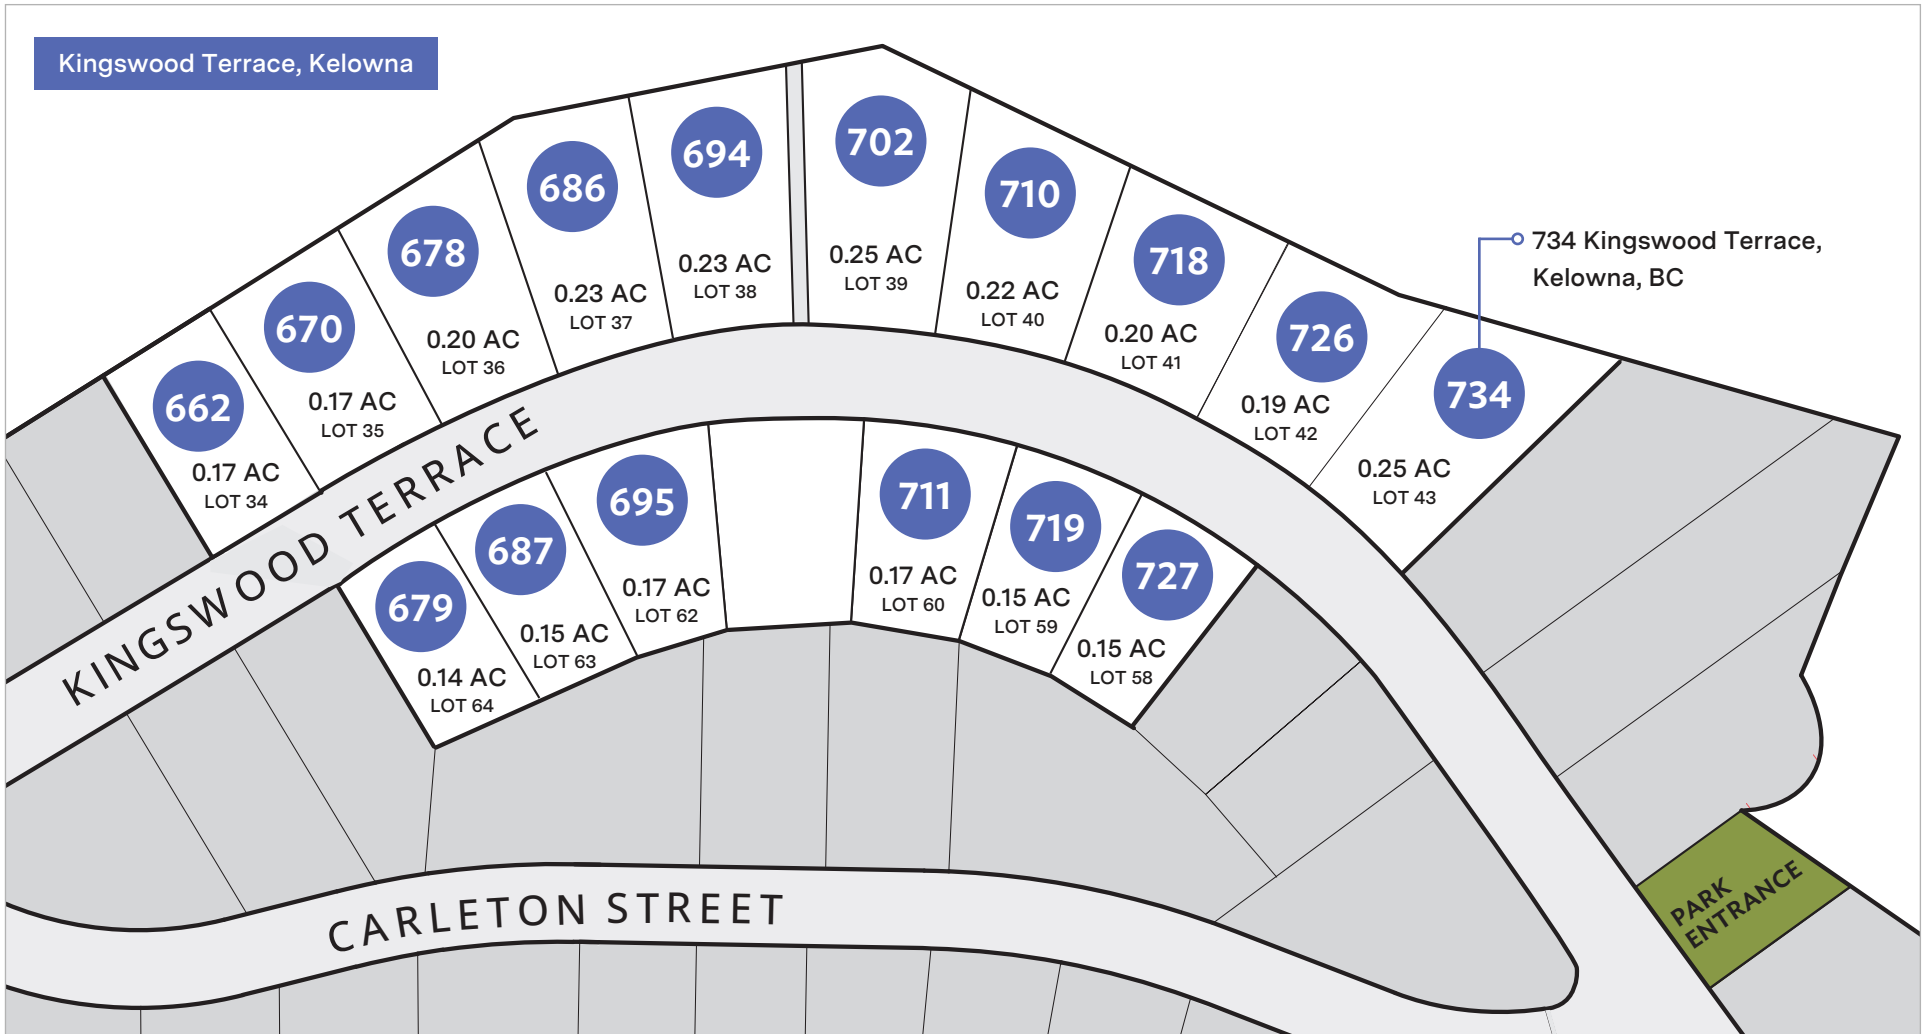 Kingswood Terrace, Kelowna
662
0.17 AC
LOT 34
670
0.17 AC
LOT 35
678
0.20 AC
LOT 36
686
0.23 AC
LOT 37
694
0.23 AC
LOT 38
702
0.25 AC
LOT 39
710
0.22 AC
LOT 40
718
0.20 AC
LOT 41
726
0.19 AC
LOT 42
734
0.25 AC
LOT 43
734 Kingswood Terrace,
Kelowna, BC
KINGSWOOD TERRACE
679
0.14 AC
LOT 64
687
0.15 AC
LOT 63
695
0.17 AC
LOT 62
711
0.17 AC
LOT 60
719
0.15 AC
LOT 59
727
0.15 AC
LOT 58
CARLETON STREET
PARK
ENTRANCE